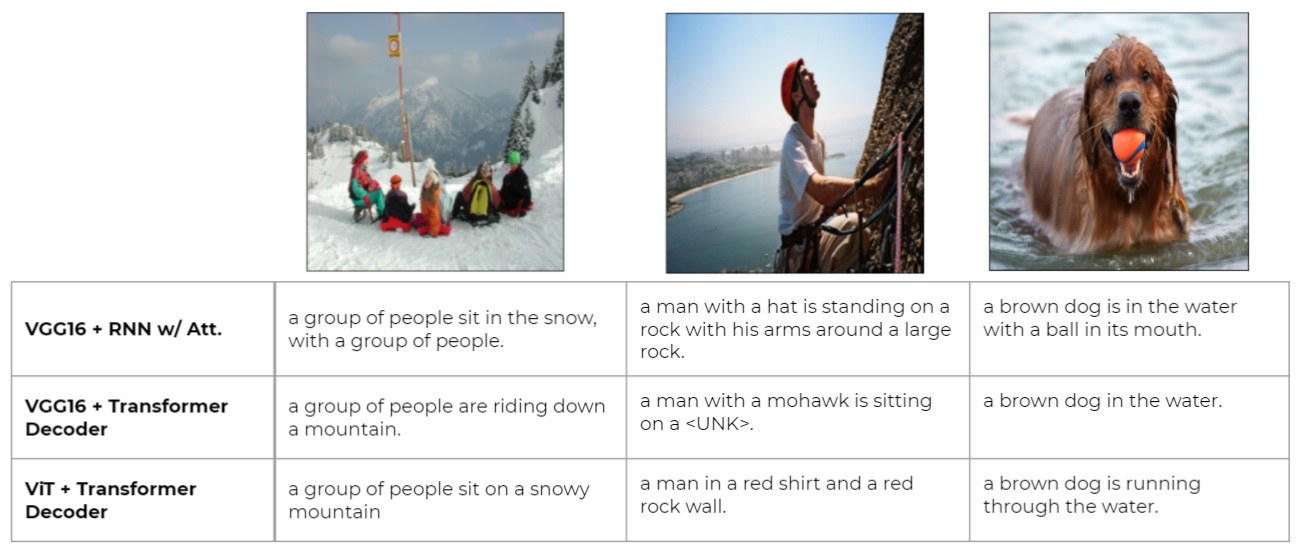 VGG16 + RNN w/ Att.
a group of people sit in the snow,
with a group of people.
a man with a hat is standing on a
rock with his arms around a large
rock.
a brown dog is in the water
with a ball in its mouth.
VGG16 + Transformer
Decoder
a group of people are riding down
a mountain.
a man with a mohawk is sitting
on a <UNK>.
a brown dog in the water.
ViT + Transformer
Decoder
a group of people sit on a snowy
mountain
a man in a red shirt and a red
rock wall.
a brown dog is running
through the water.